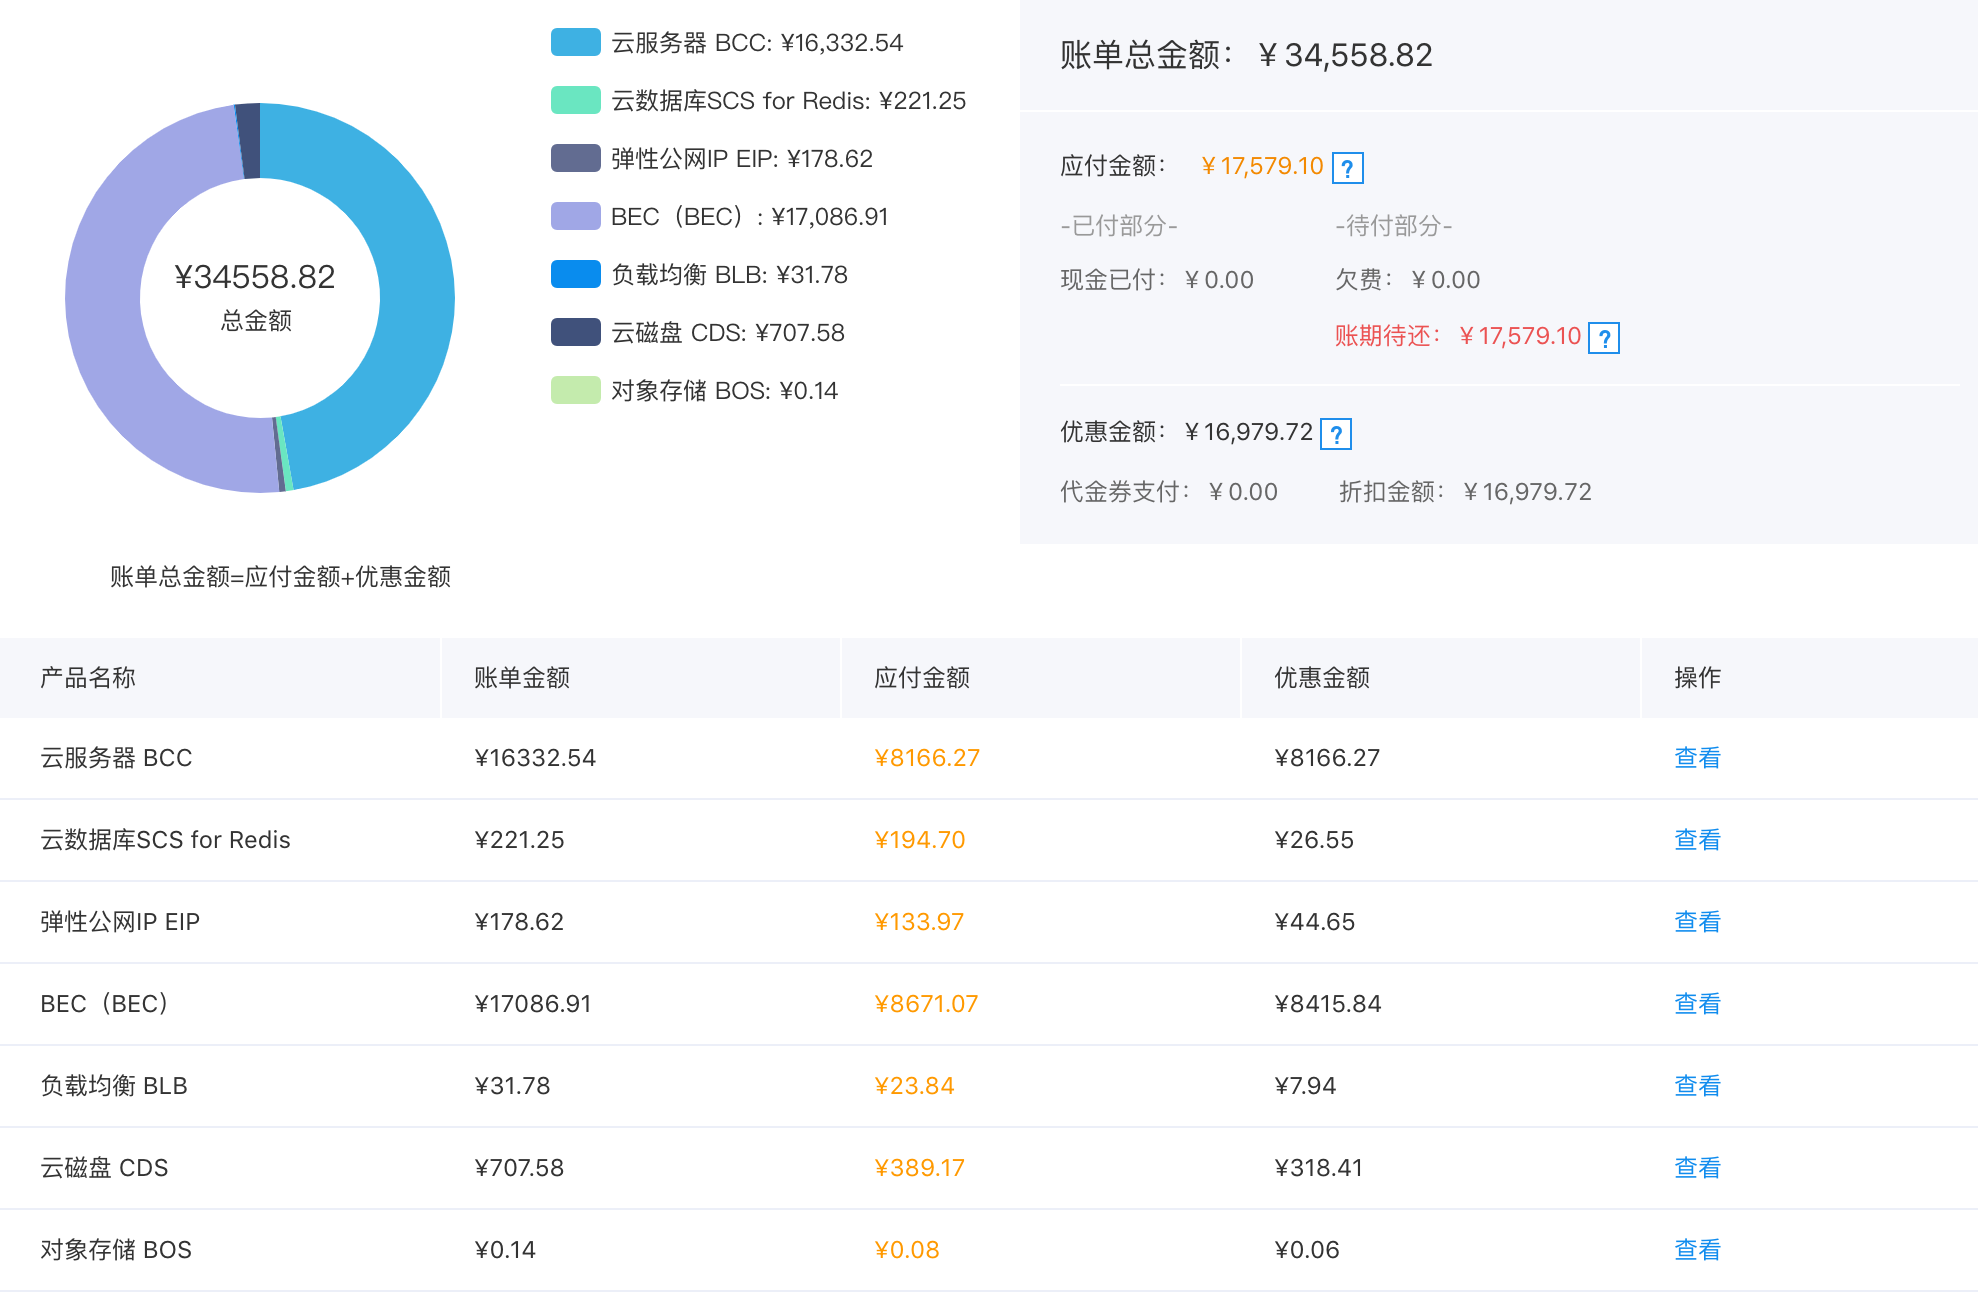 云服务器 BCC: ¥16,332.54
云数据库SCS for Redis: ¥221.25
弹性公网IP EIP: ¥178.62
BEC（BEC）: ¥17,086.91
负载均衡 BLB: ¥31.78
云磁盘 CDS: ¥707.58
对象存储 BOS: ¥0.14
¥34558.82
总金额
账单总金额=应付金额+优惠金额
账单总金额： ¥ 34,558.82
应付金额： ¥ 17,579.10 ?
-已付部分- -待付部分-
现金已付： ¥ 0.00 欠费： ¥ 0.00
账期待还： ¥ 17,579.10 ?
优惠金额： ¥ 16,979.72 ?
代金券支付： ¥ 0.00 折扣金额： ¥ 16,979.72
产品名称 账单金额 应付金额 优惠金额 操作
云服务器 BCC ¥16332.54 ¥8166.27 ¥8166.27 查看
云数据库SCS for Redis ¥221.25 ¥194.70 ¥26.55 查看
弹性公网IP EIP ¥178.62 ¥133.97 ¥44.65 查看
BEC（BEC） ¥17086.91 ¥8671.07 ¥8415.84 查看
负载均衡 BLB ¥31.78 ¥23.84 ¥7.94 查看
云磁盘 CDS ¥707.58 ¥389.17 ¥318.41 查看
对象存储 BOS ¥0.14 ¥0.08 ¥0.06 查看